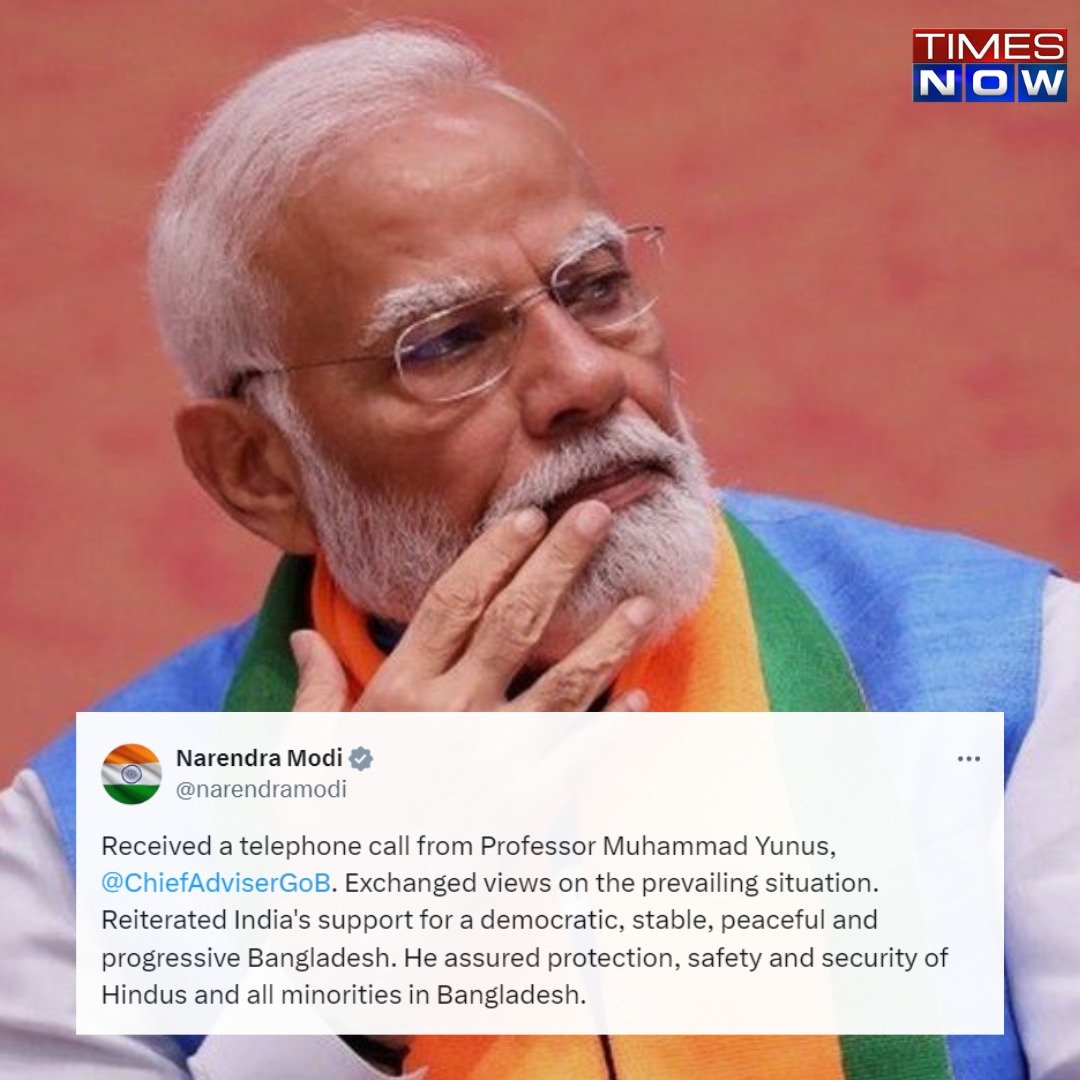 TIMES
NOW
Narendra Modi
@narendramodi
Received a telephone call from Professor Muhammad Yunus,
@ChiefAdviserGoB. Exchanged views on the prevailing situation.
Reiterated India's support for a democratic, stable, peaceful and
progressive Bangladesh. He assured protection, safety and security of
Hindus and all minorities in Bangladesh.